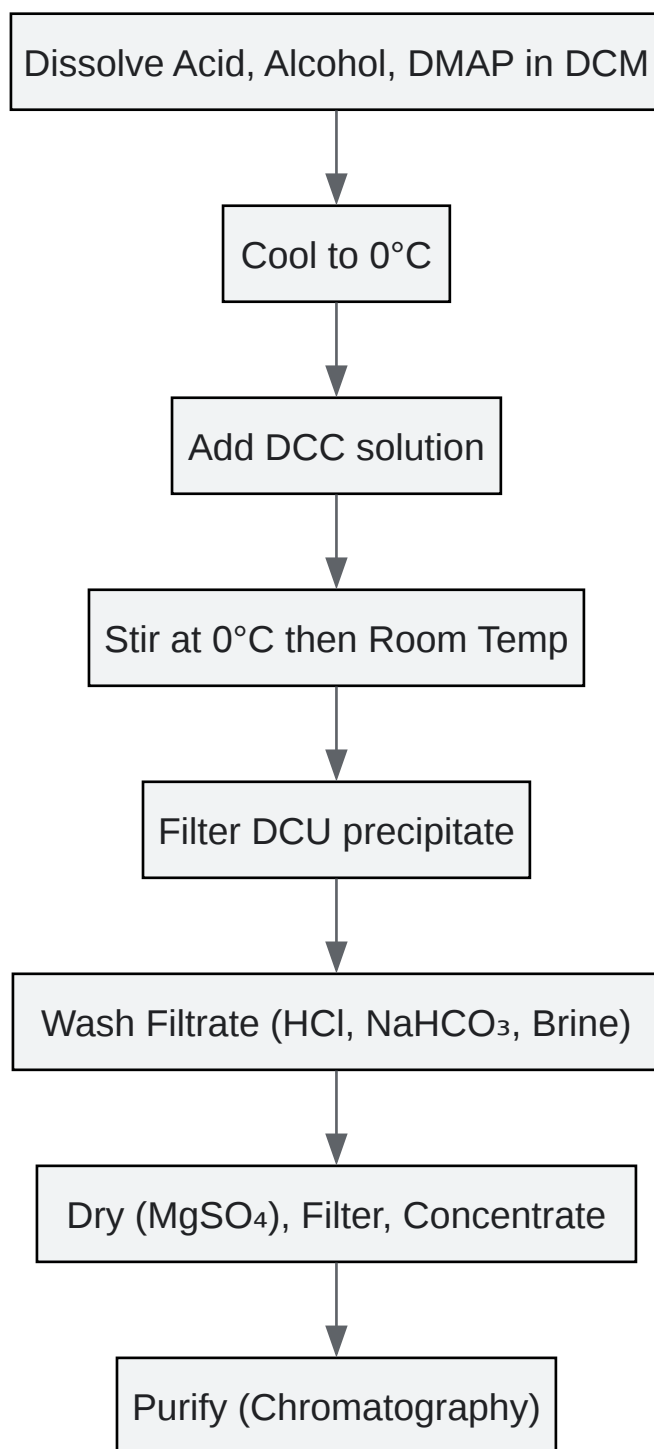 Dissolve Acid, Alcohol, DMAP in DCM
Cool to 0°C
Add DCC solution
Stir at 0°C then Room Temp
Filter DCU precipitate
Wash Filtrate (HCl, NaHCO₃, Brine)
Dry (MgSO₄), Filter, Concentrate
Purify (Chromatography)